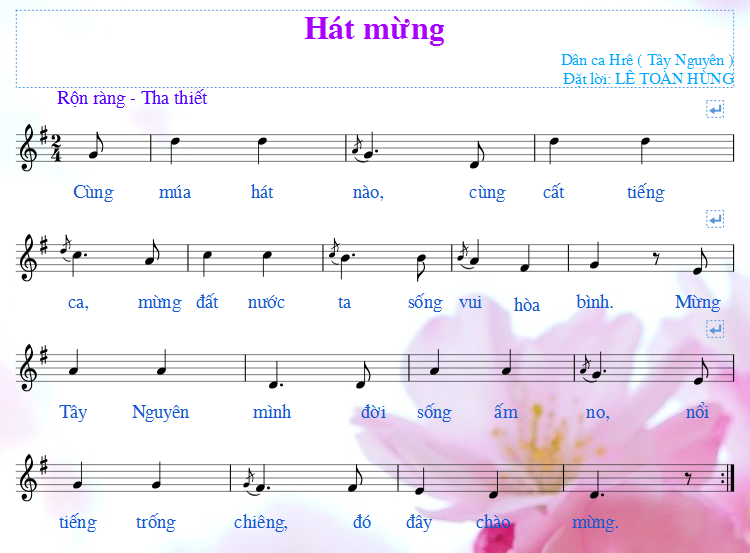 Hát mừng
Dân ca Hrê ( Tây Nguyên )
Đặt lời: LÊ TOÀN HÙNG
Rộn ràng - Tha thiết
2
4
Cùng múa hát nào, cùng cất tiếng
ca, mừng đất nước ta sống vui hòa bình. Mừng
Tây Nguyên mình đời sống ấm no, nổi
tiếng trống chiêng, đó đây chào mừng.